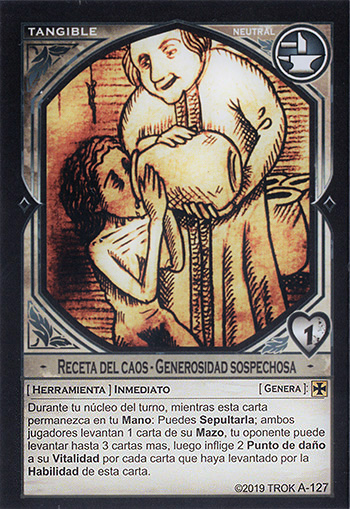 TANGIBLE
NEUTRAL
1
RECETA DEL CAOS - GENEROSIDAD SOSPECHOSA
[ HERRAMIENTA ] INMEDIATO
[ GENERA ]:
Durante tu núcleo del turno, mientras esta carta
permanezca en tu Mano: Puedes Sepultarla; ambos
jugadores levantan 1 carta de su Mazo, tu oponente puede
levantar hasta 3 cartas mas, luego inflige 2 Punto de daño
a su Vitalidad por cada carta que haya levantado por la
Habilidad de esta carta.
©2019 TROK A-127